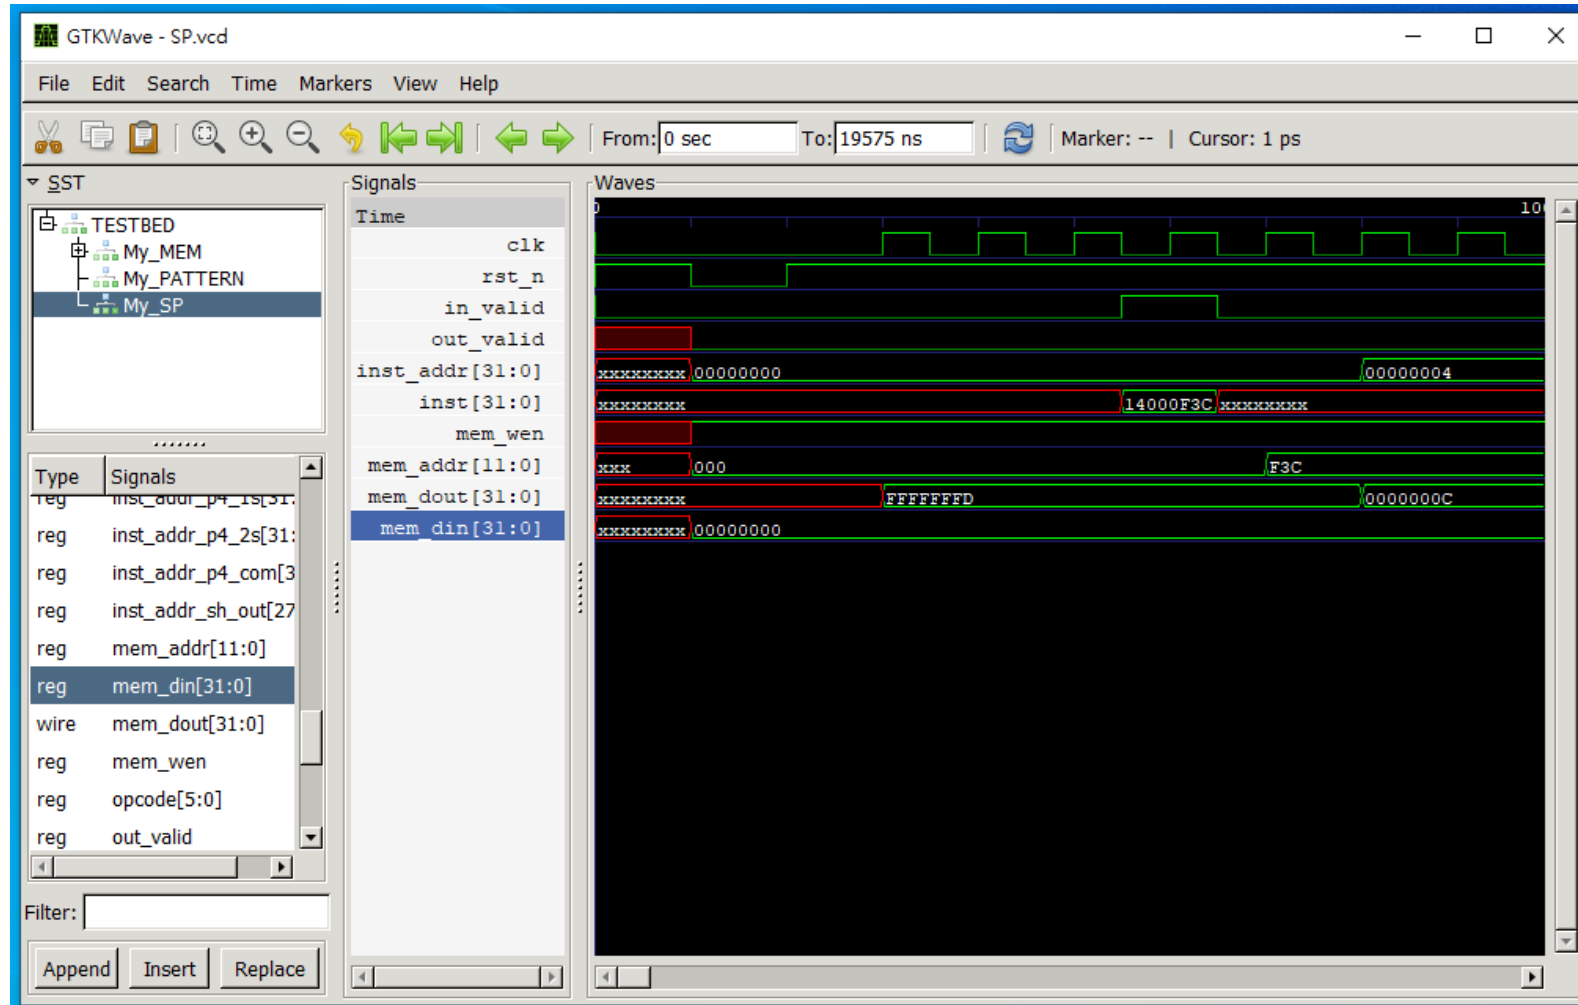 GTKWave - SP.vcd
File Edit Search Time Markers View Help
From: 0 sec To: 19575 ns Marker: -- | Cursor: 1 ps
SST
TESTBED
My_MEM
My_PATTERN
My_SP
Type Signals
reg inst_addr_p4_1s[31:
reg inst_addr_p4_2s[31:
reg inst_addr_p4_com[3
reg inst_addr_sh_out[27
reg mem_addr[11:0]
reg mem_din[31:0]
wire mem_dout[31:0]
reg mem_wen
reg opcode[5:0]
reg out_valid
Filter:
Append Insert Replace
Signals
Time
clk
rst_n
in_valid
out_valid
inst_addr[31:0]
inst[31:0]
mem_wen
mem_addr[11:0]
mem_dout[31:0]
mem_din[31:0]
Waves
0 10
xxxxxxxx 00000000 00000004
xxxxxxxx 14000F3C xxxxxxxx
xxx 000 F3C
xxxxxxxx FFFFFFFD 0000000C
xxxxxxxx 00000000